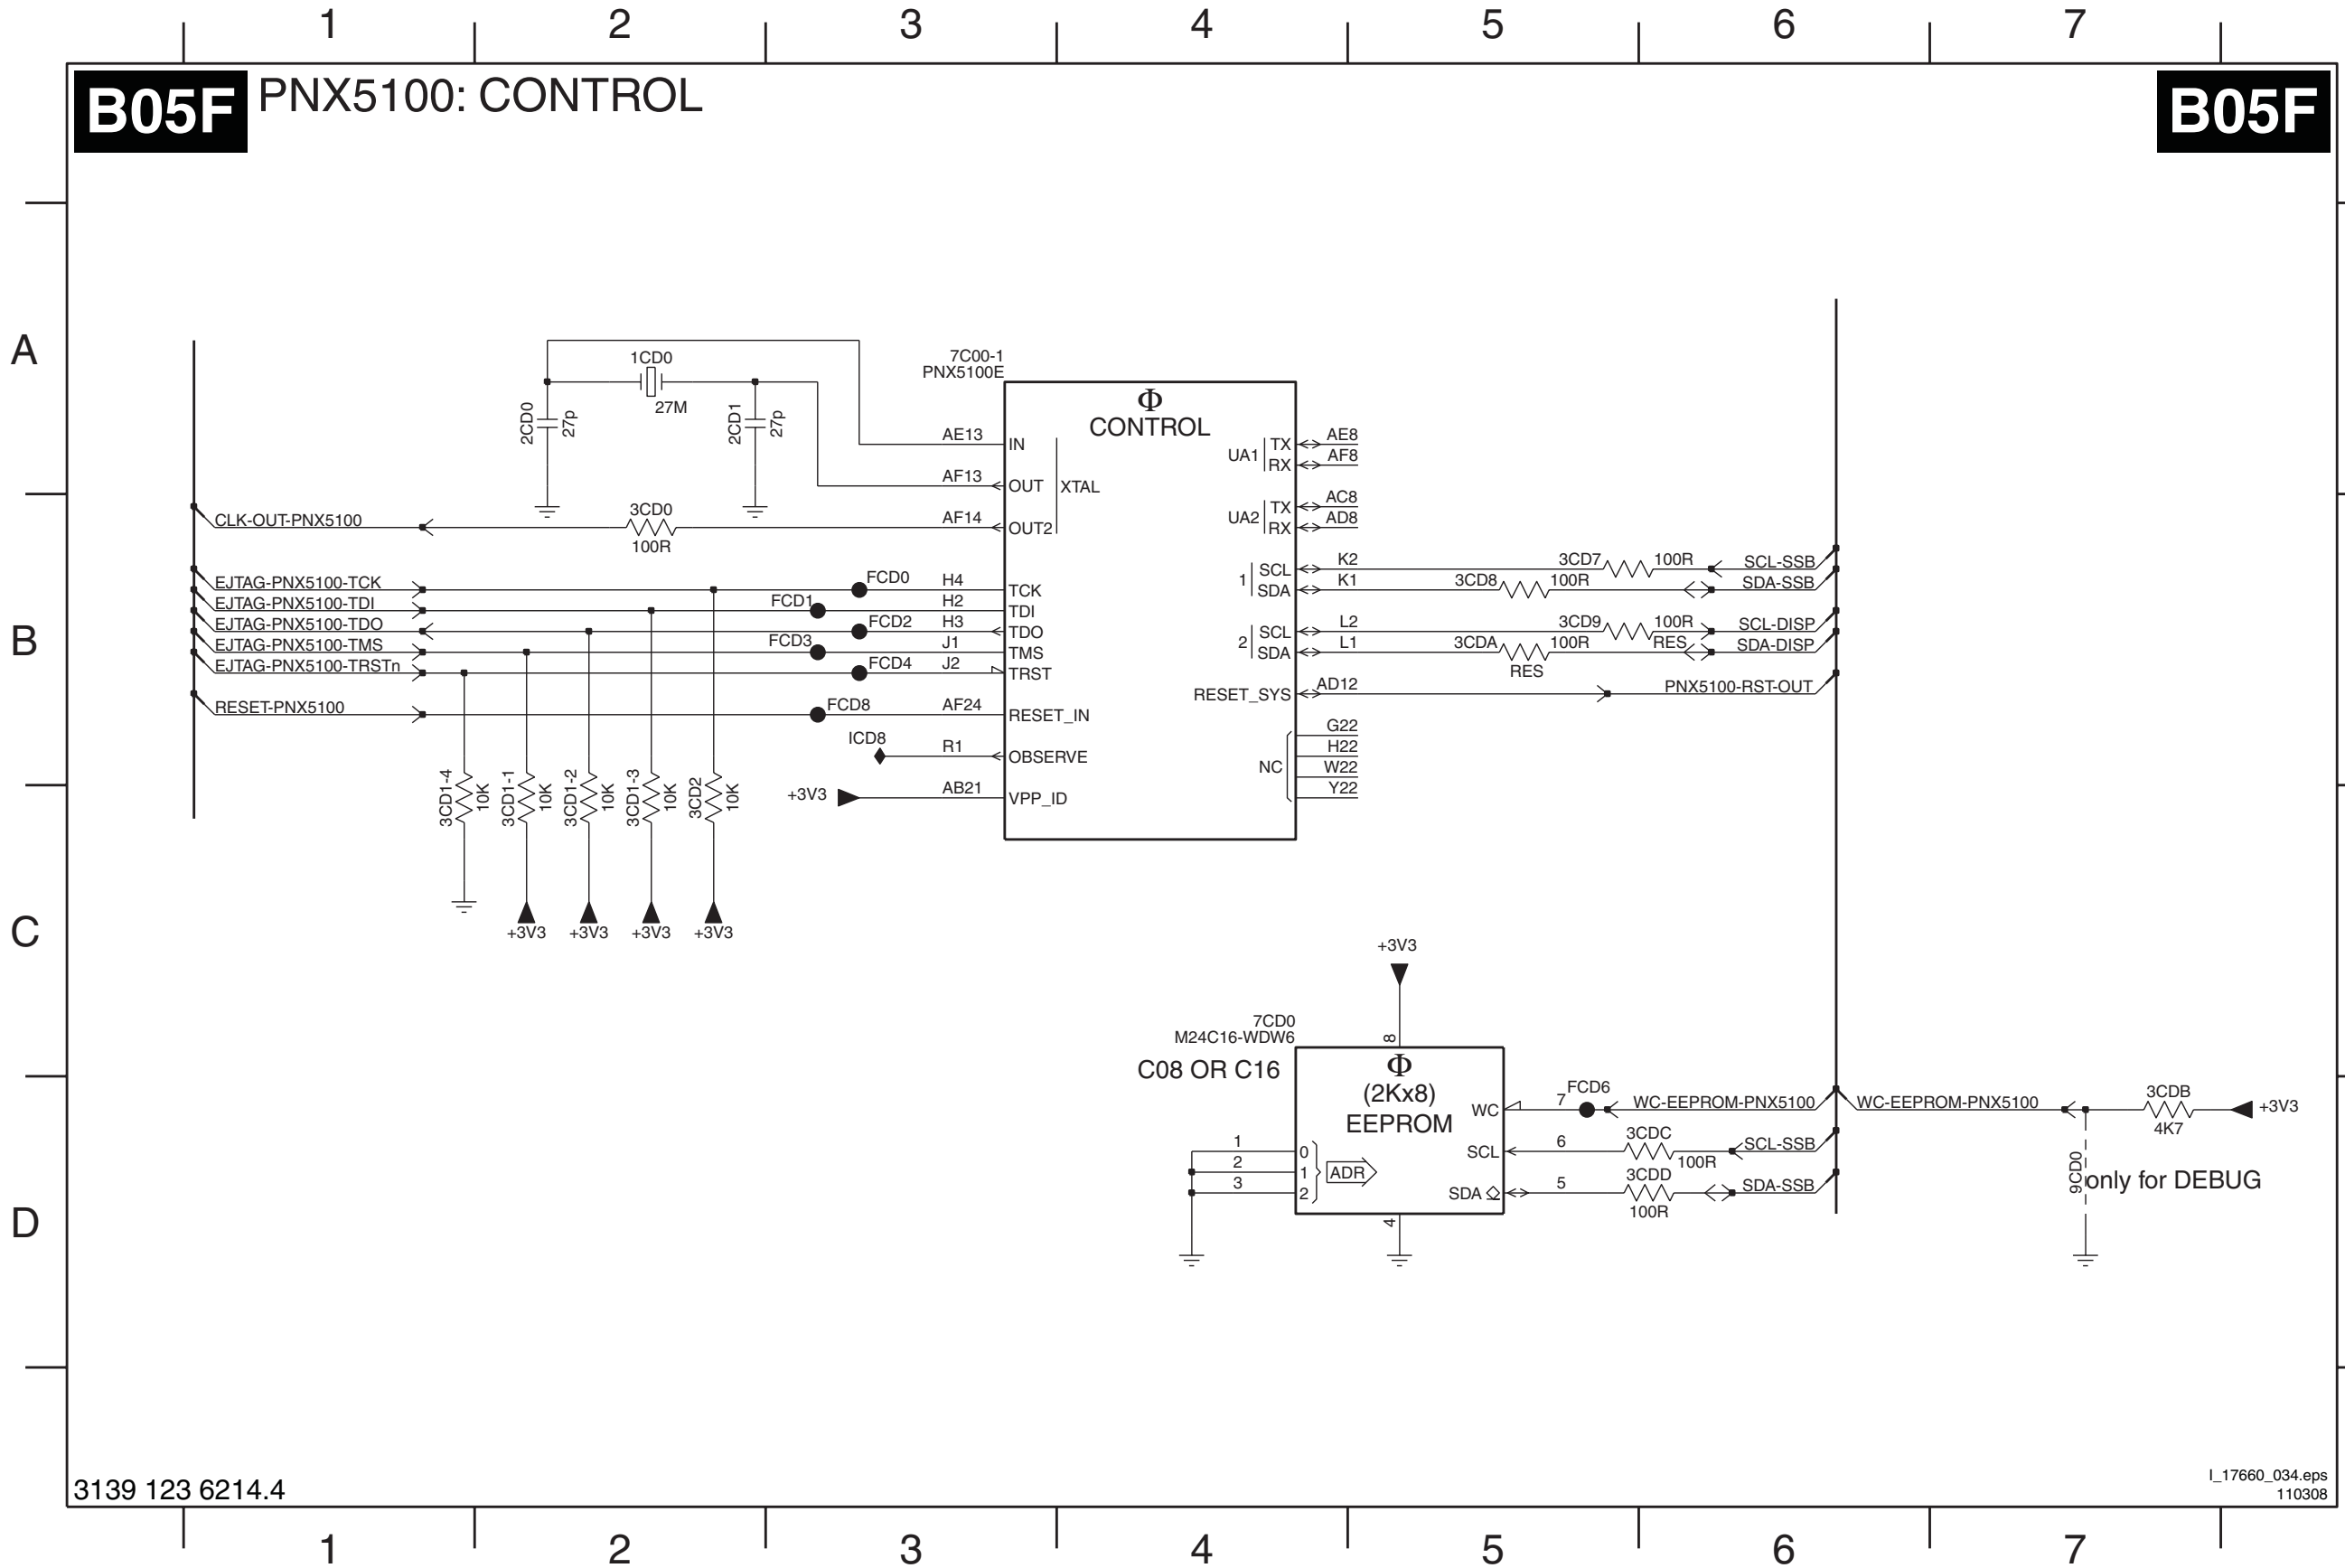 1 2 3 4 5 6 7
B05F PNX5100: CONTROL B05F
A
B
C
D
7C00-1
PNX5100E
Φ
CONTROL
1CD0
27M
2CD0
27p
2CD1
27p
AE13 IN
AF13 OUT XTAL
AF14 OUT2
CLK-OUT-PNX5100
3CD0
100R
EJTAG-PNX5100-TCK FCD0 H4 TCK
EJTAG-PNX5100-TDI FCD1 H2 TDI
EJTAG-PNX5100-TDO FCD2 H3 TDO
EJTAG-PNX5100-TMS FCD3 J1 TMS
EJTAG-PNX5100-TRSTn FCD4 J2 TRST
RESET-PNX5100 FCD8 AF24 RESET_IN
ICD8 R1 OBSERVE
+3V3 AB21 VPP_ID
3CD1-4
10K
3CD1-1
10K
3CD1-2
10K
3CD1-3
10K
3CD2
10K
+3V3 +3V3 +3V3 +3V3
UA1 TX AE8
RX AF8
UA2 TX AC8
RX AD8
1 SCL K2 3CD7 100R SCL-SSB
SDA K1 3CD8 100R SDA-SSB
2 SCL L2 3CD9 100R SCL-DISP
SDA L1 3CDA 100R RES SDA-DISP
RES
RESET_SYS AD12 PNX5100-RST-OUT
NC
G22
H22
W22
Y22
+3V3
7CD0
M24C16-WDW6
C08 OR C16
8
Φ
(2Kx8)
EEPROM
WC 7 FCD6 WC-EEPROM-PNX5100 WC-EEPROM-PNX5100 3CDB +3V3
4K7
1 0
2 1 ADR
3 2
SCL 6 3CDC SCL-SSB
100R
SDA 5 3CDD SDA-SSB
100R
4
9CD0
only for DEBUG
3139 123 6214.4
I_17660_034.eps
110308
1 2 3 4 5 6 7